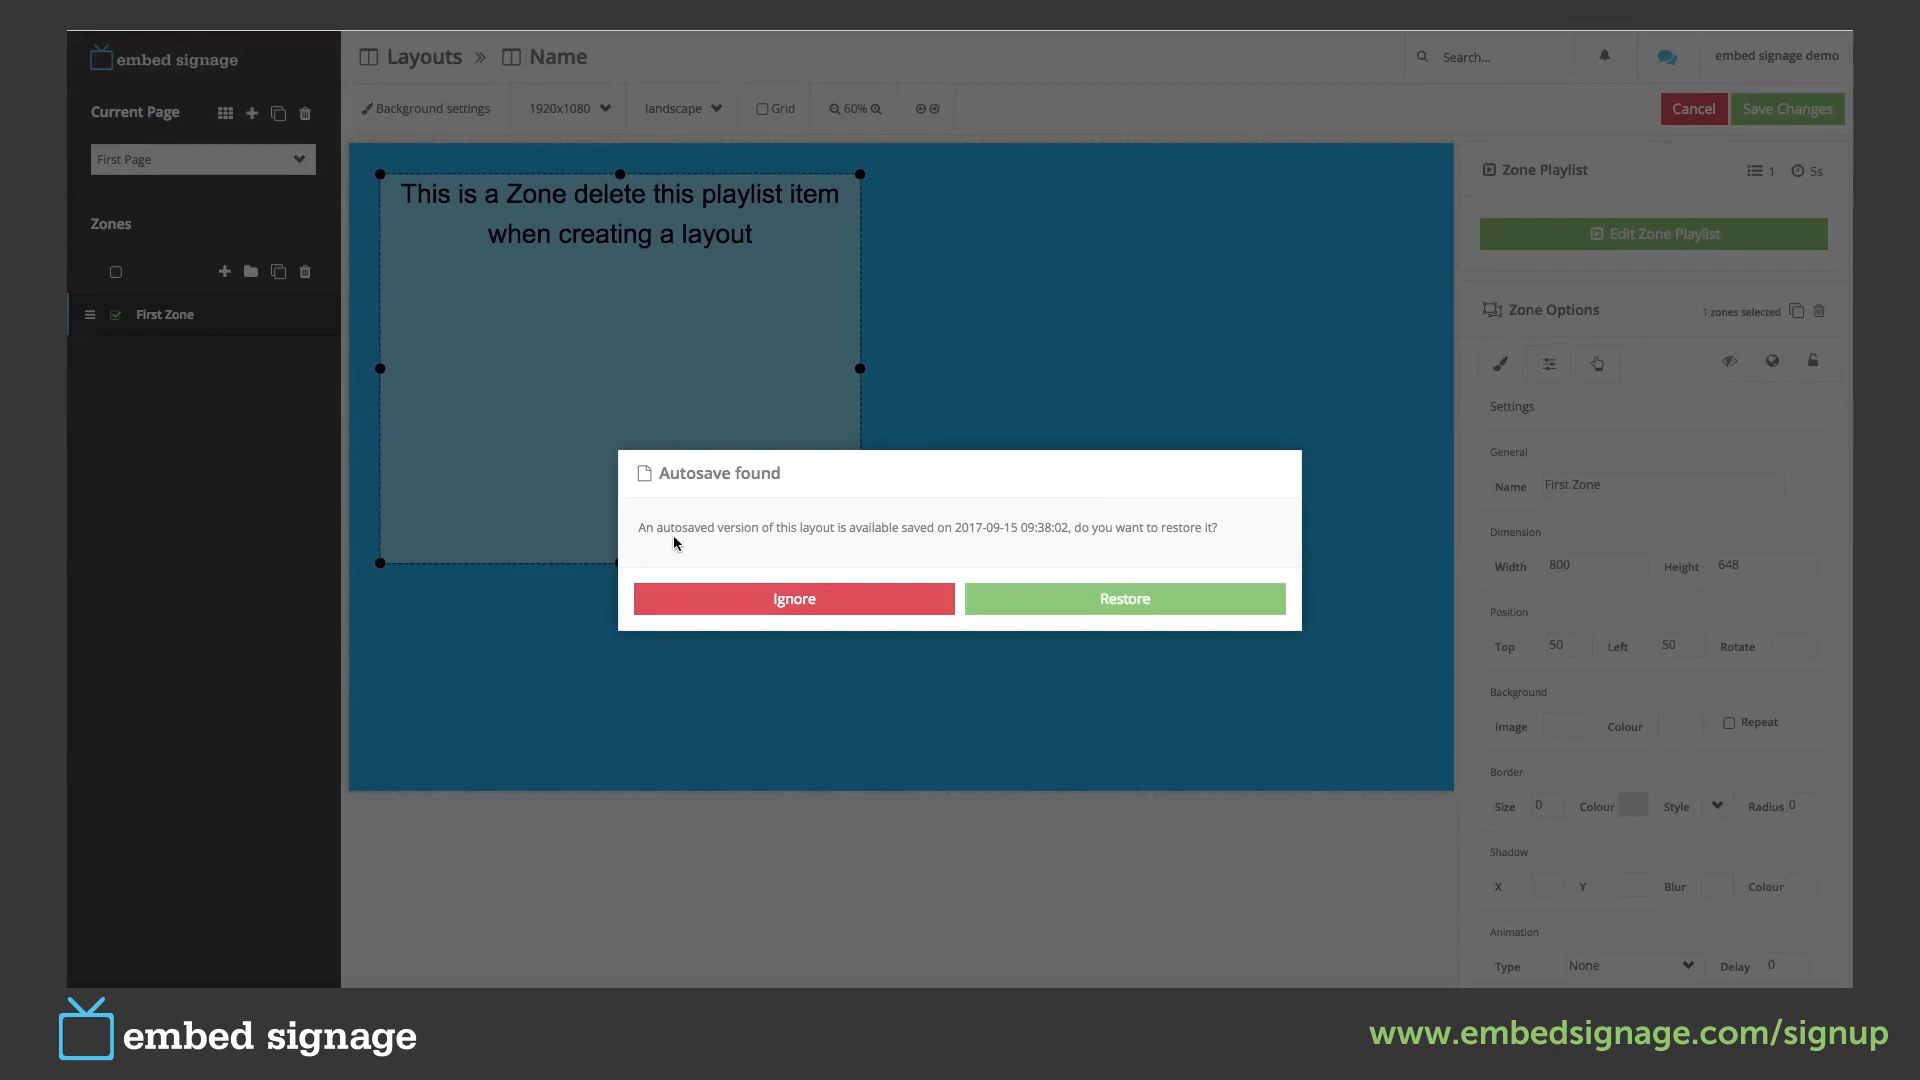 embed signage
Layouts » Name
Search...
embed signage demo
Current Page
Background settings
1920x1080
landscape
Grid
60%
Cancel
Save Changes
First Page
Zone Playlist
1
5s
This is a Zone delete this playlist item
when creating a layout
Zones
Edit Zone Playlist
First Zone
Zone Options
1 zones selected
Settings
General
Name First Zone
Autosave found
An autosaved version of this layout is available saved on 2017-09-15 09:38:02, do you want to restore it?
Ignore
Restore
Dimension
Width 800 Height 648
Position
Top 50 Left 50 Rotate
Background
Image Colour Repeat
Border
Size 0 Colour Style Radius 0
Shadow
X Y Blur Colour
Animation
Type None Delay 0
embed signage
www.embedsignage.com/signup